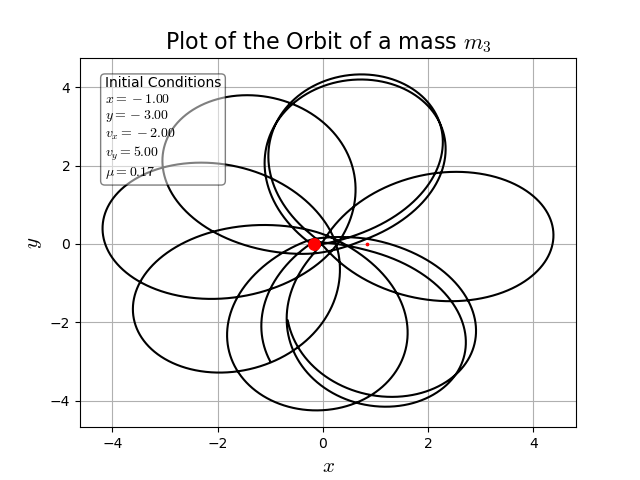 Plot of the Orbit of a mass m₃
Initial Conditions
x = −1.00
y = −3.00
vₓ = −2.00
v_y = 5.00
μ = 0.17
4
2
0
−2
−4
y
−4
−2
0
2
4
x